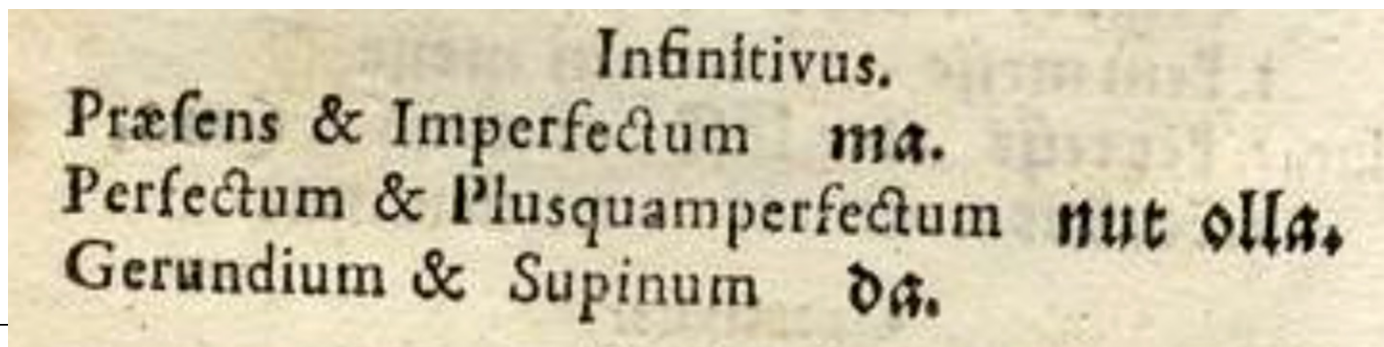 Infinitivus.
Præſens & Imperfectum ma.
Perfectum & Plusquamperfectum nut olla.
Gerundium & Supinum da.